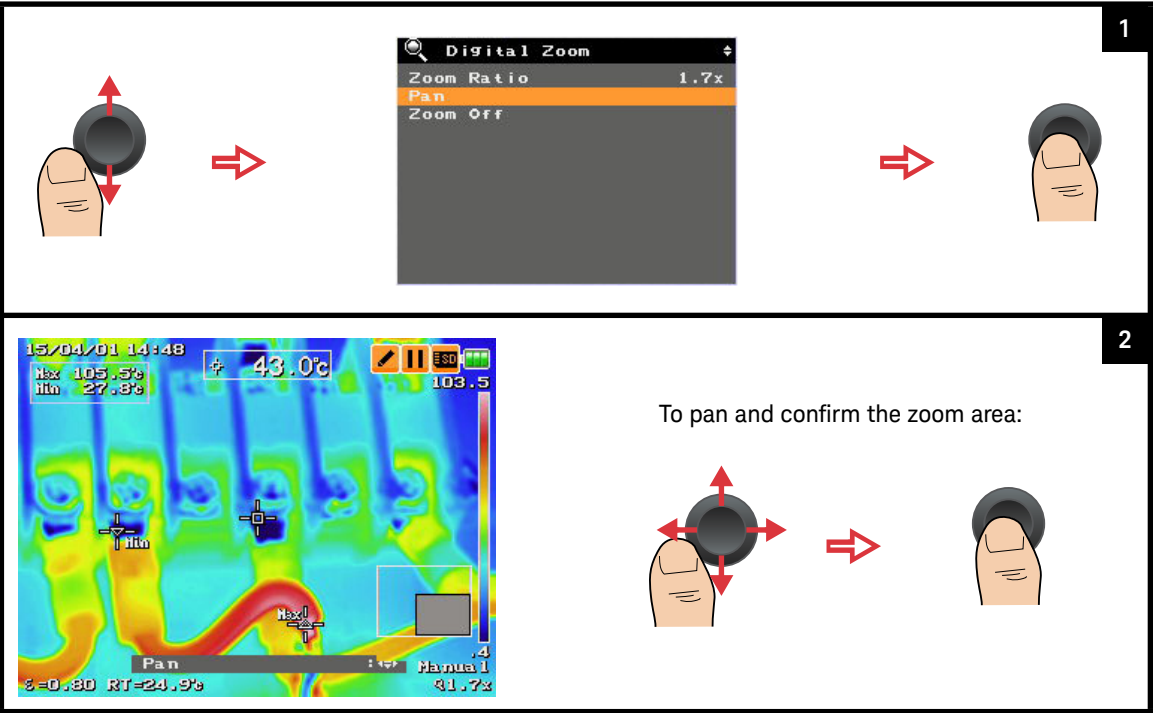 1
Digital Zoom
Zoom Ratio 1.7x
Pan
Zoom Off
2
15/04/01 14:48
Max 105.5℃
Min 27.8℃
43.0℃
SD
103.5
Min
Max
.4
Pan :
Manual
ε=0.80 RT=24.9℃
1.7x
To pan and confirm the zoom area: